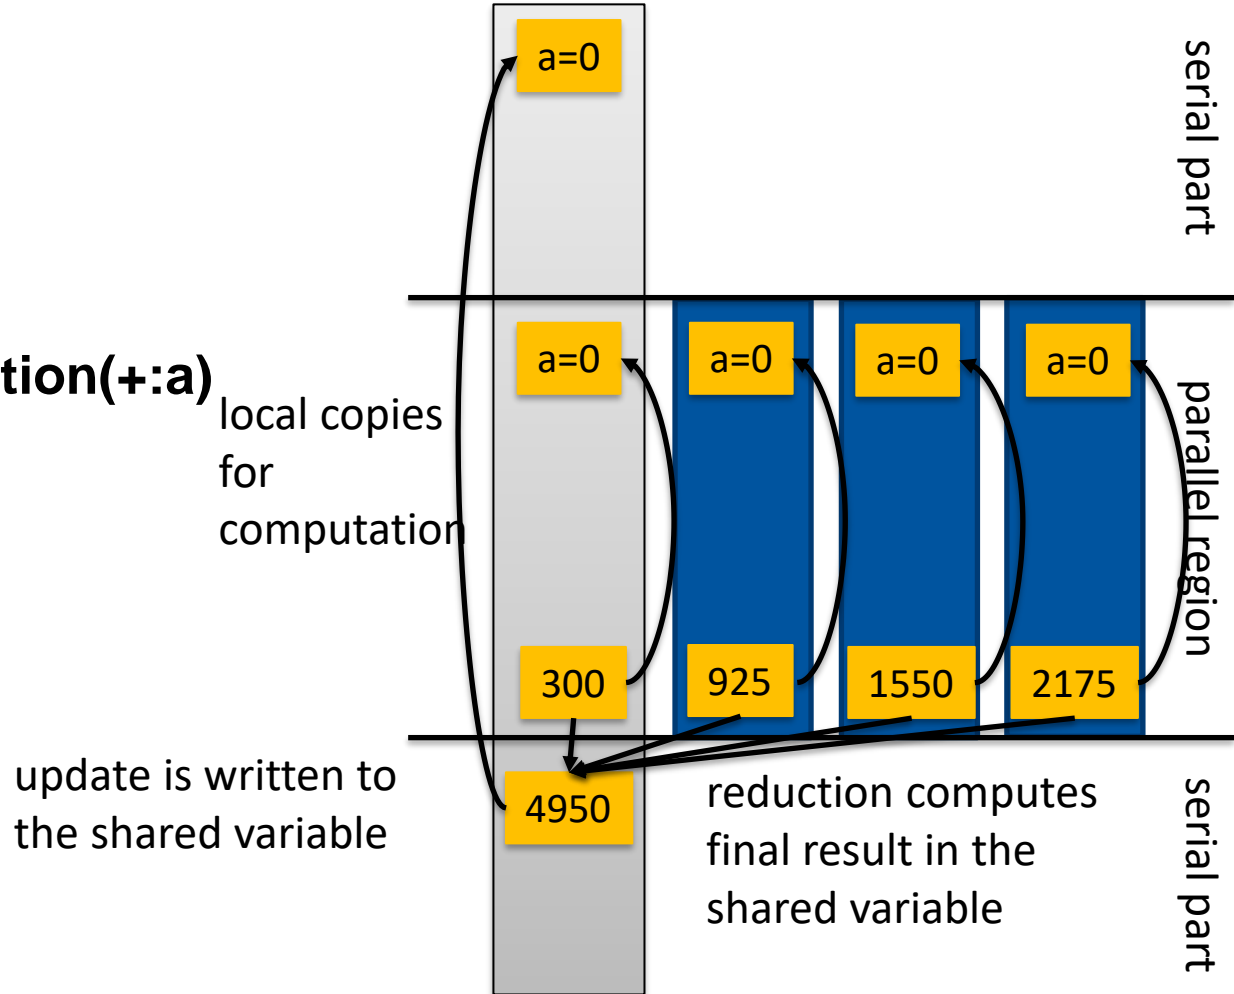 a=0
serial part
a=0
a=0
a=0
a=0
tion(+:a)
local copies
for
computation
parallel region
300
925
1550
2175
update is written to
the shared variable
4950
reduction computes
final result in the
shared variable
serial part